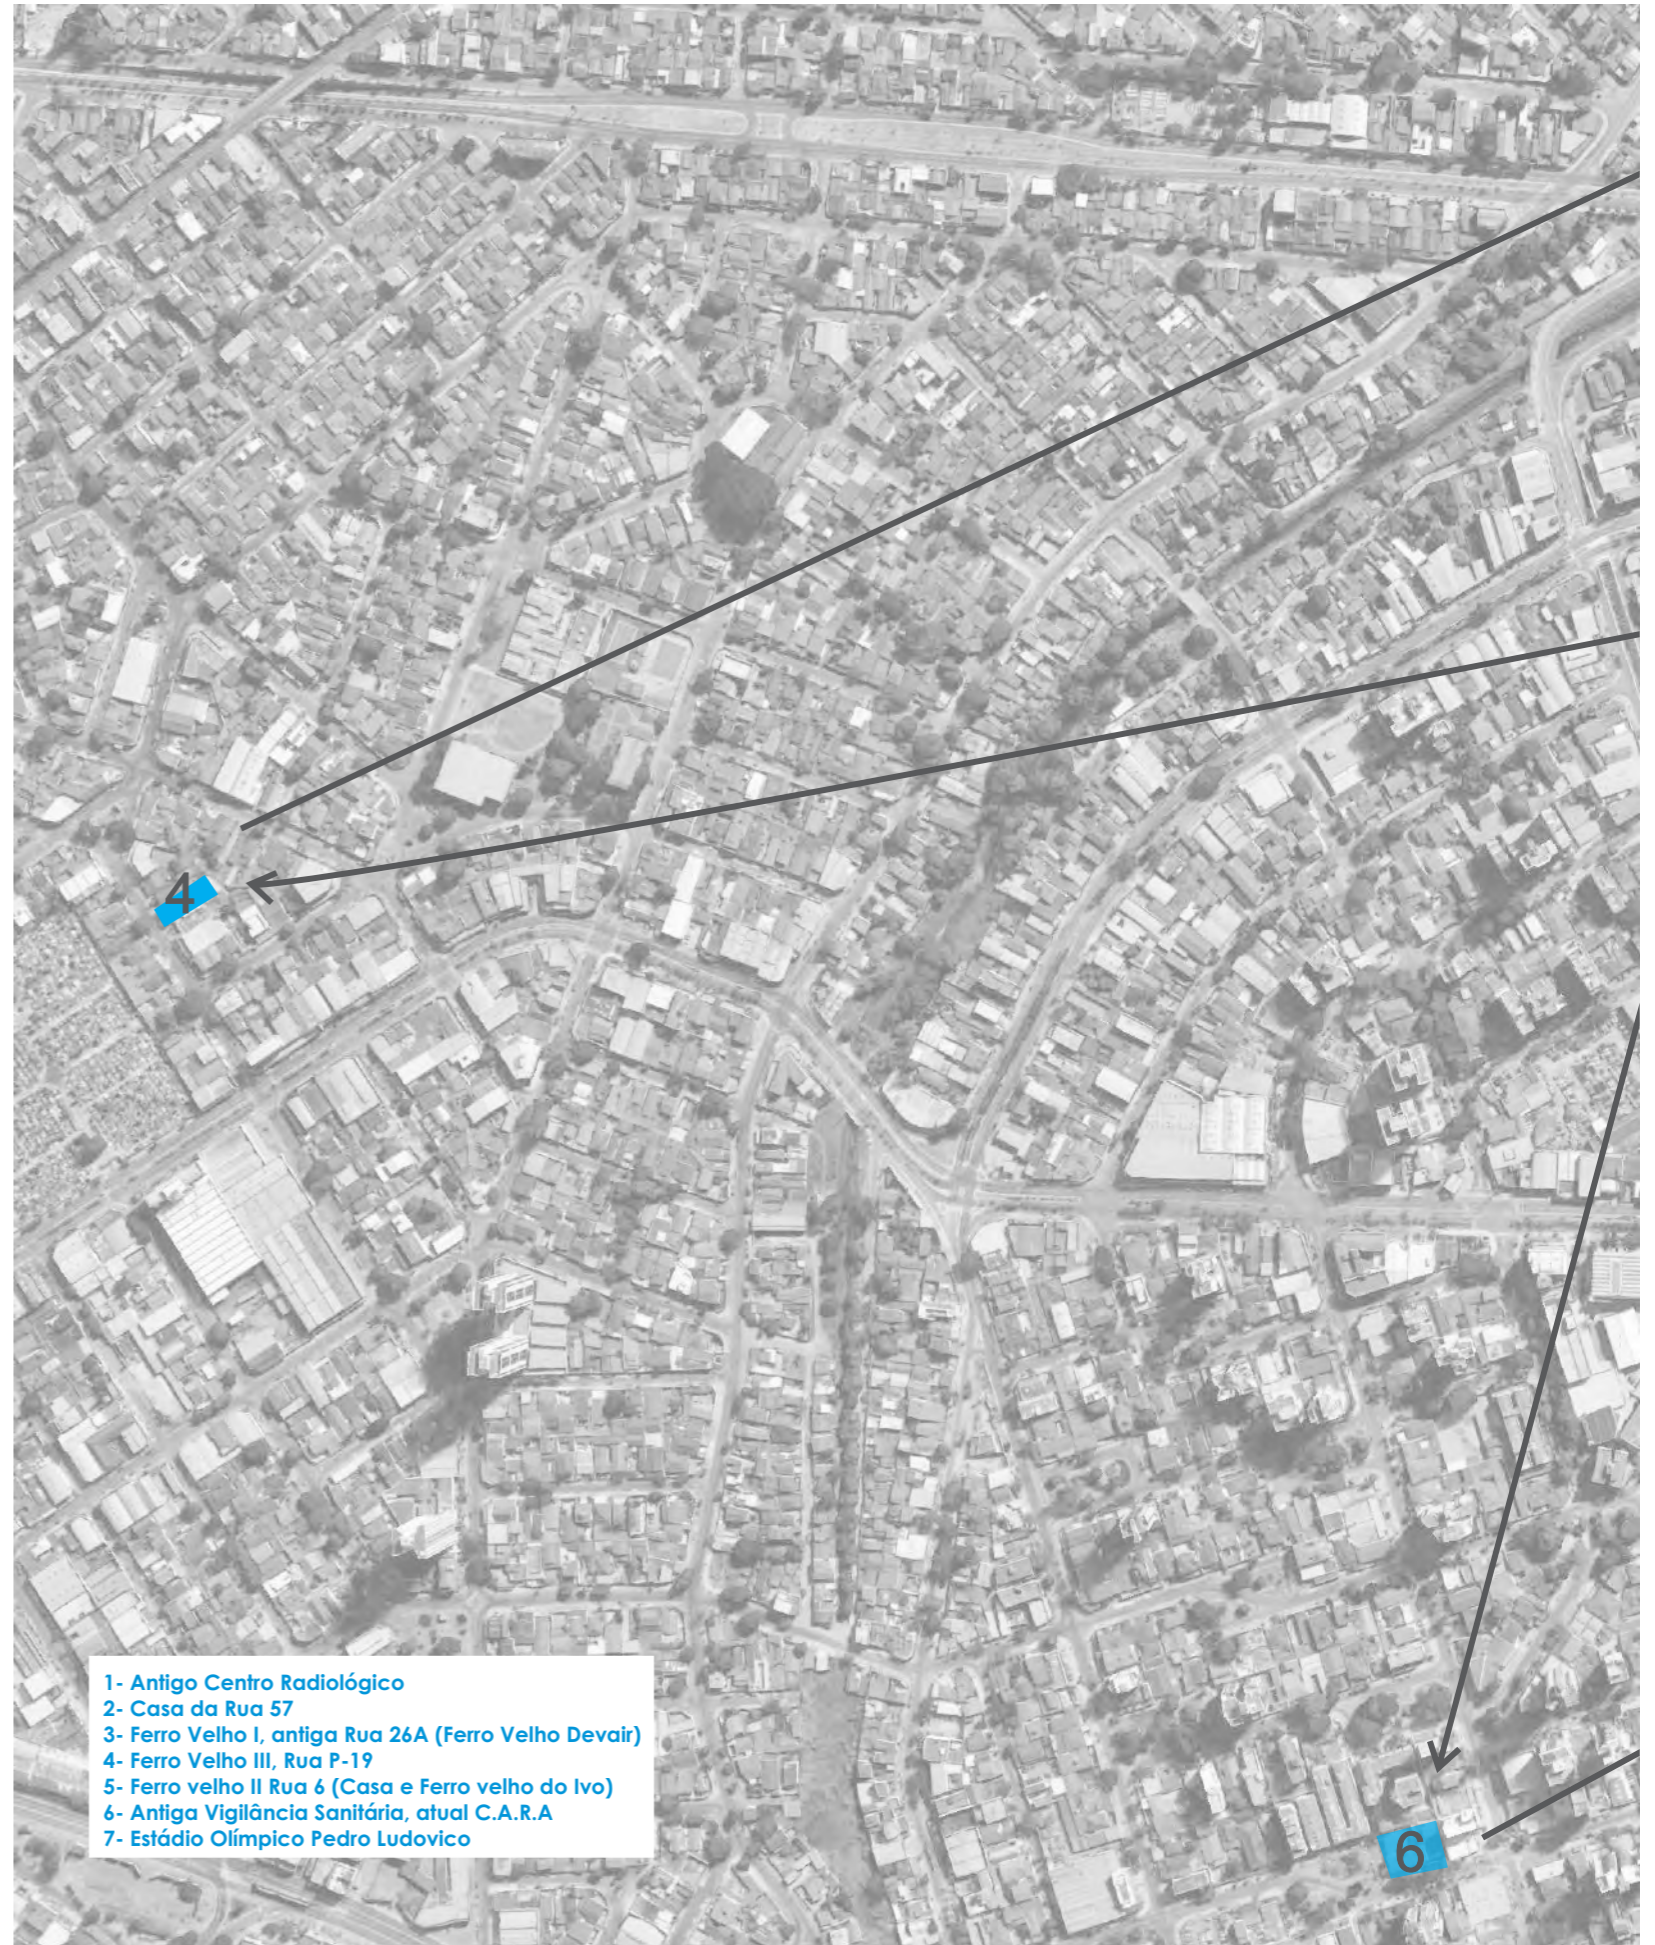 4
1- Antigo Centro Radiológico
2- Casa da Rua 57
3- Ferro Velho I, antiga Rua 26A (Ferro Velho Devair)
4- Ferro Velho III, Rua P-19
5- Ferro velho II Rua 6 (Casa e Ferro velho do Ivo)
6- Antiga Vigilância Sanitária, atual C.A.R.A
7- Estádio Olímpico Pedro Ludovico
6